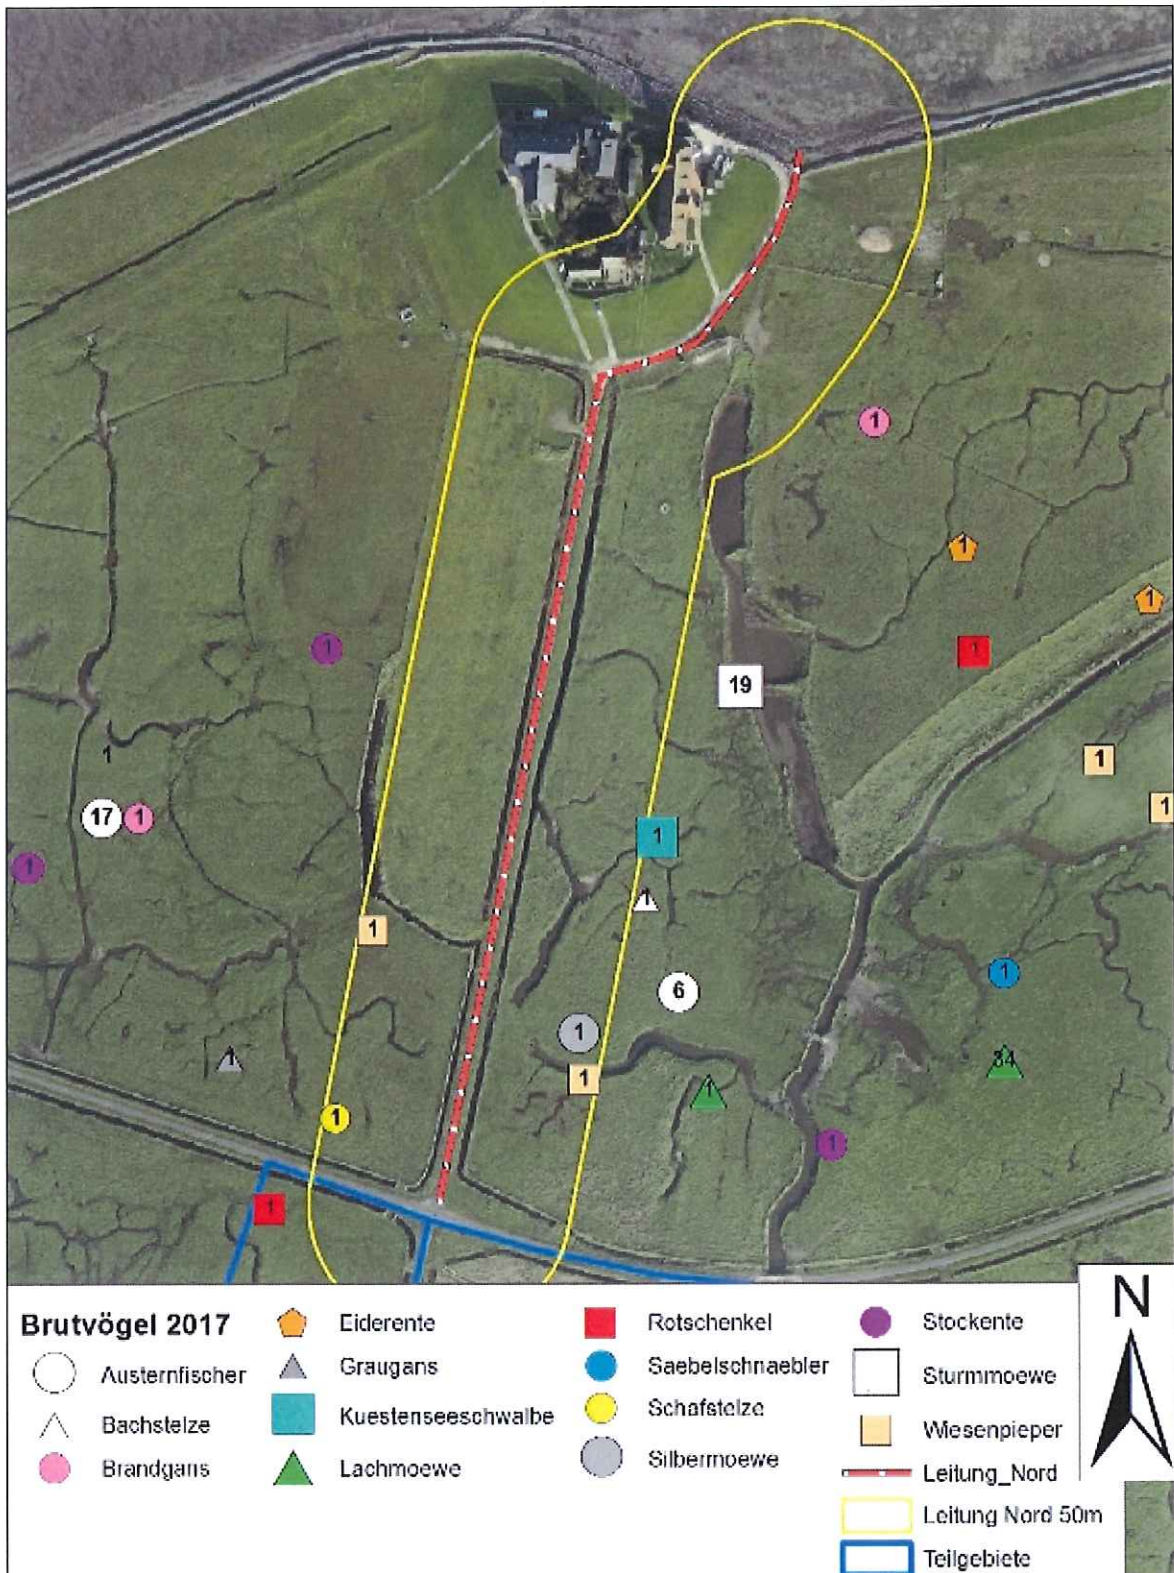 1
1
1
1
1
19
1
1
17
1
1
1
1
1
1
6
1
1
1
1
34
1
1
1
1
Brutvögel 2017
Austernfischer
Bachstelze
Brandgans
Eiderente
Graugans
Kuestenseeschwalbe
Lachmoewe
Rotschenkel
Saebelschnaebler
Schafstelze
Silbermoewe
Stockente
Sturmmoewe
Wiesenpieper
Leitung_Nord
Leitung Nord 50m
Teilgebiete
N